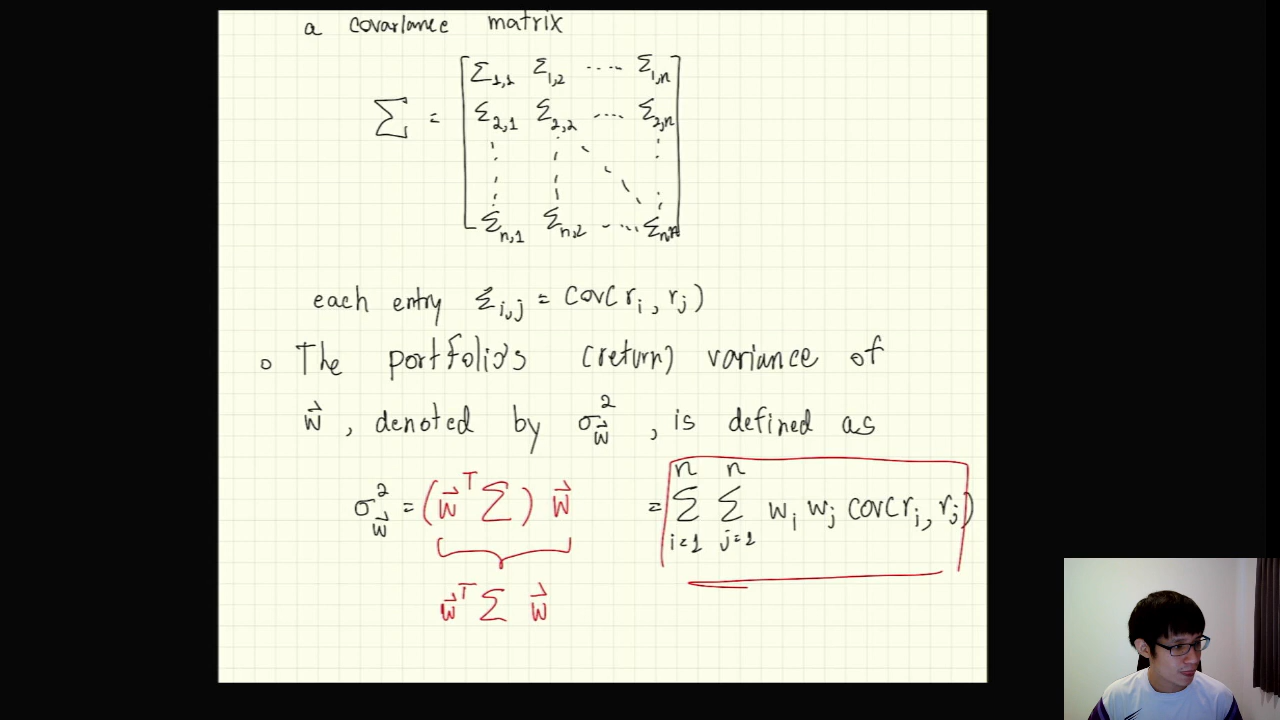 a covariance matrix
Σ = [ Σ1,1 Σ1,2 ..... Σ1,n
Σ2,1 Σ2,2 .... Σ2,n
Σn,1 Σn,2 ..... Σn,n ]
each entry Σi,j = cov(ri, rj)
o The portfolio's (return) variance of
w⃗, denoted by σ²w⃗, is defined as
σ²w⃗ = (w⃗ᵀ Σ) w⃗ = Σ(i=1 to n) Σ(j=1 to n) wi wj cov(ri, rj)
w⃗ᵀ Σ w⃗